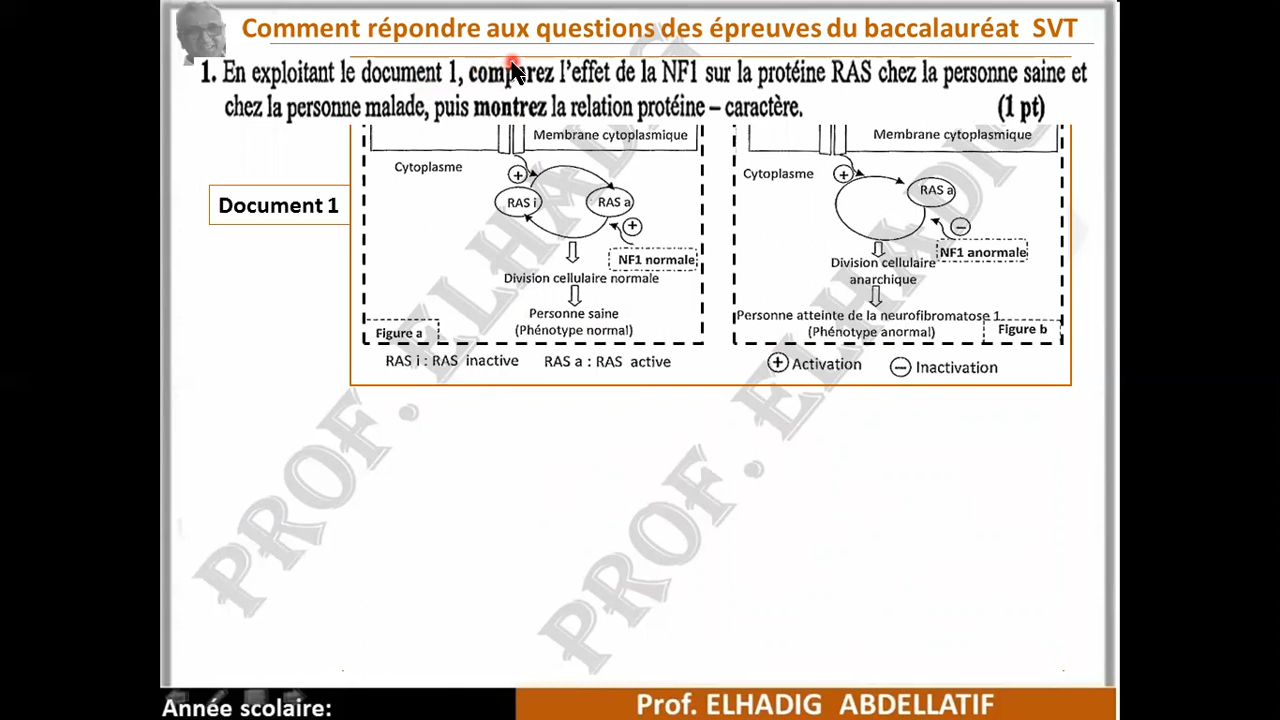 Comment répondre aux questions des épreuves du baccalauréat SVT
1. En exploitant le document 1, comparez l'effet de la NF1 sur la protéine RAS chez la personne saine et
chez la personne malade, puis montrez la relation protéine – caractère. (1 pt)
Document 1
Membrane cytoplasmique
Cytoplasme
+
RAS i
RAS a
+
NF1 normale
Division cellulaire normale
Personne saine
(Phénotype normal)
Figure a
Membrane cytoplasmique
Cytoplasme
+
RAS a
−
NF1 anormale
Division cellulaire
anarchique
Personne atteinte de la neurofibromatose 1
(Phénotype anormal)
Figure b
RAS i : RAS inactive RAS a : RAS active
+ Activation − Inactivation
PROF. ELHADIG
PROF. ELHADIG
Année scolaire:
Prof. ELHADIG ABDELLATIF